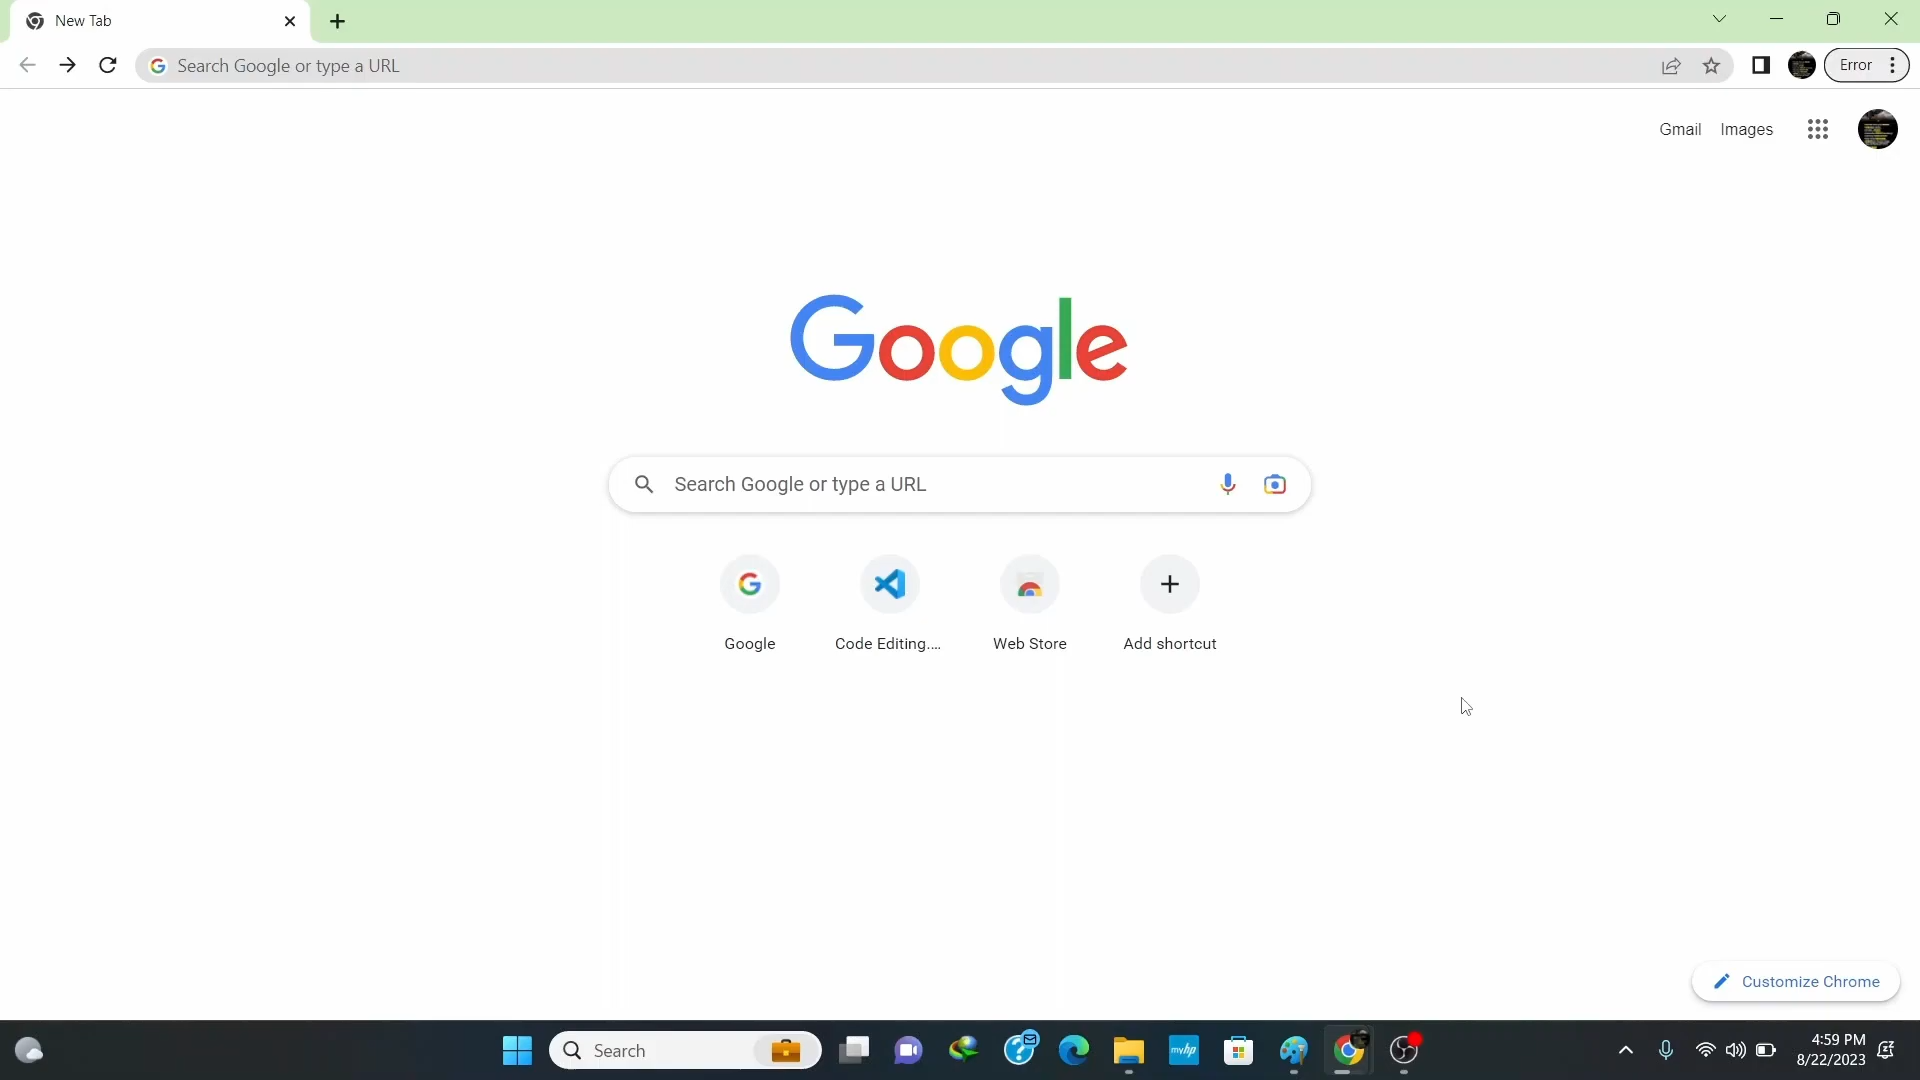 New Tab
Search Google or type a URL
Error
Gmail Images
Google
Search Google or type a URL
Google Code Editing.... Web Store Add shortcut
Customize Chrome
Search
myhp
4:59 PM
8/22/2023